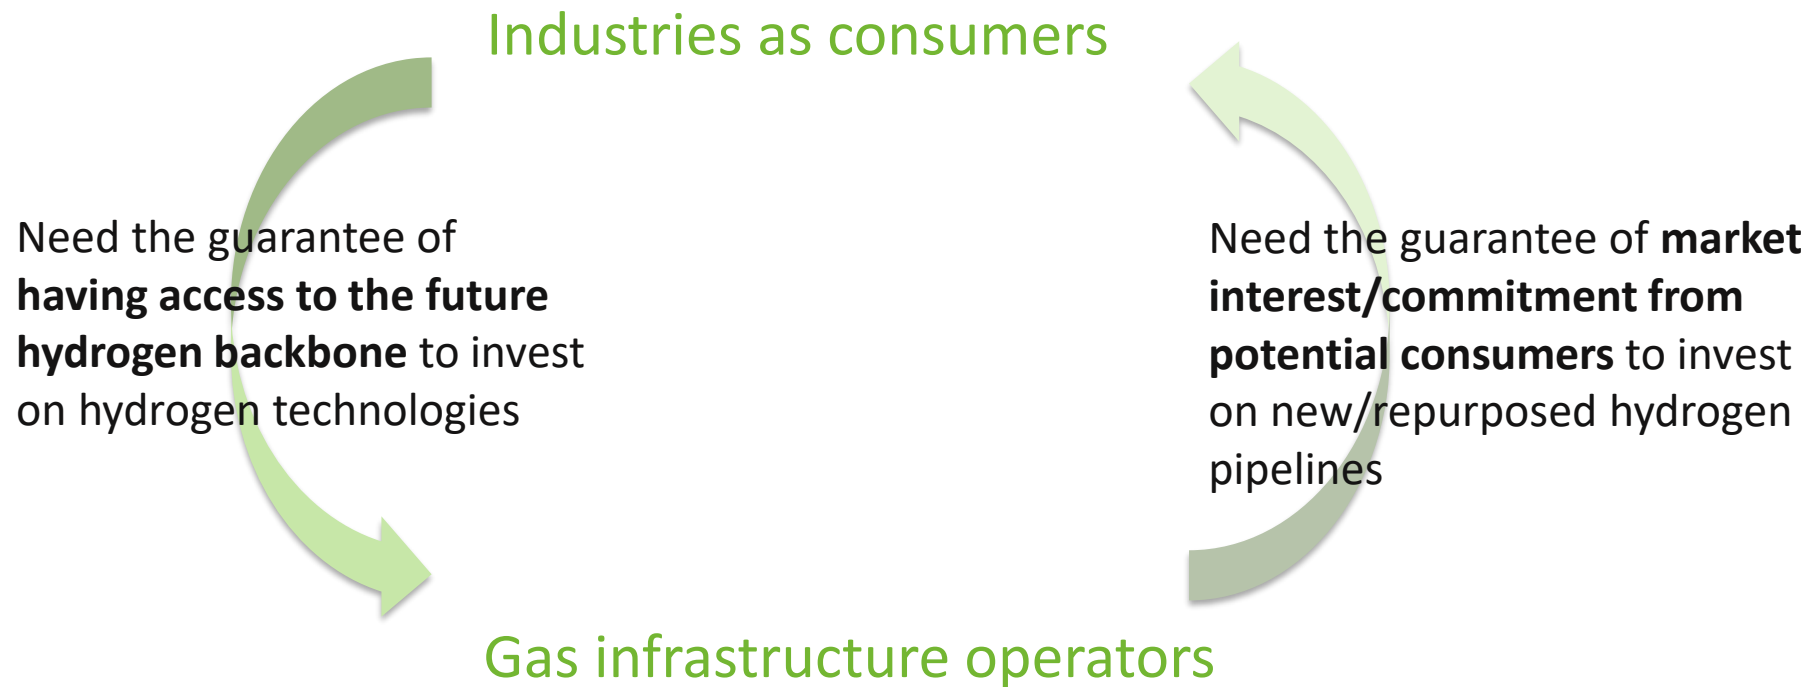 Industries as consumers
Need the guarantee of
having access to the future
hydrogen backbone to invest
on hydrogen technologies
Need the guarantee of market
interest/commitment from
potential consumers to invest
on new/repurposed hydrogen
pipelines
Gas infrastructure operators